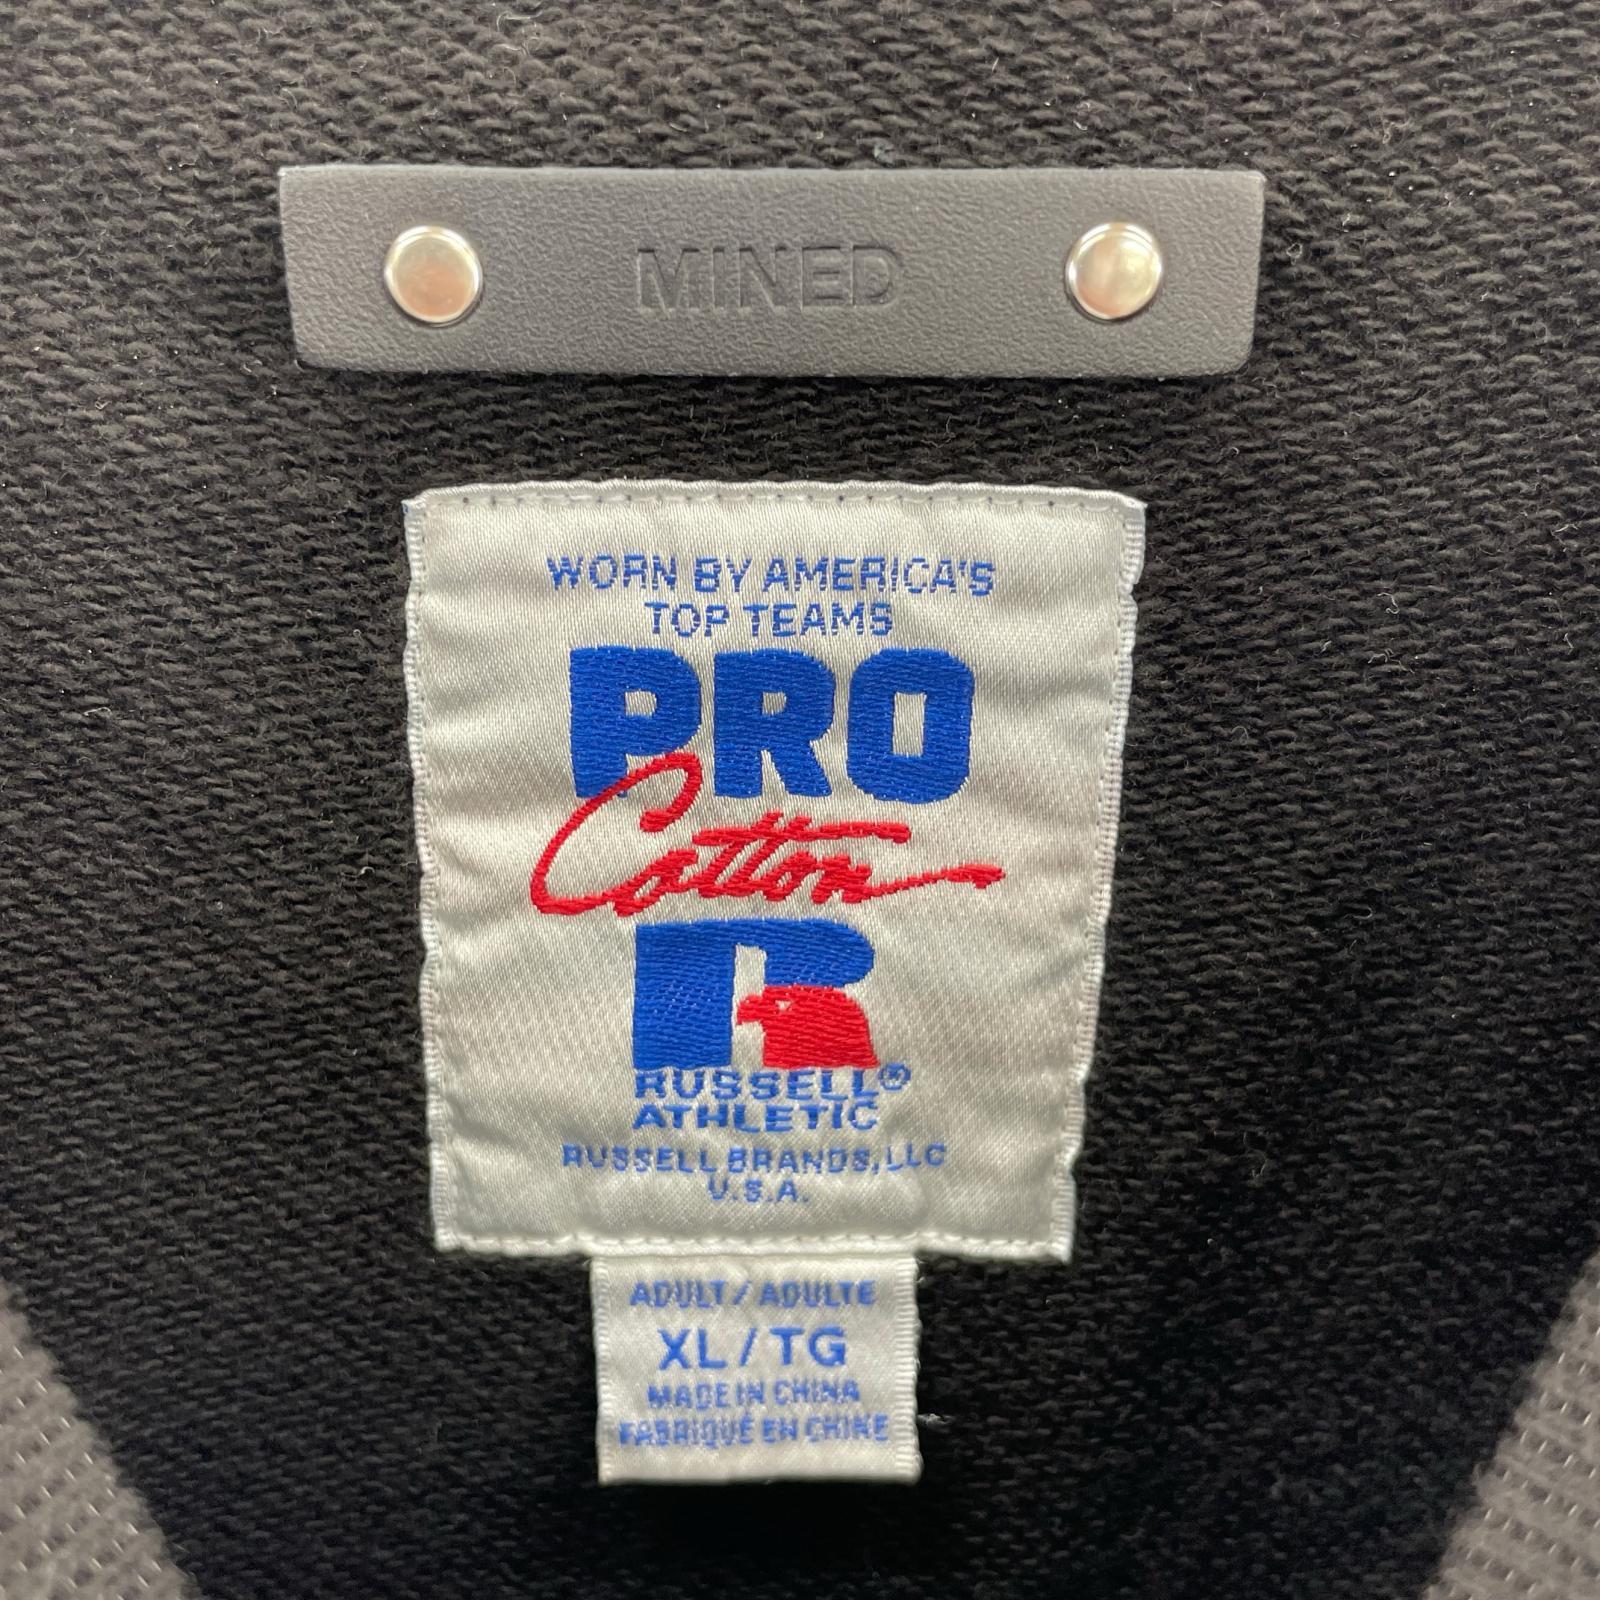 MINED
WORN BY AMERICA'S
TOP TEAMS
PRO
Cotton
R
RUSSELL®
ATHLETIC
RUSSELL BRANDS, LLC
U.S.A.
ADULT / ADULTE
XL / TG
MADE IN CHINA
FABRIQUÉ EN CHINE